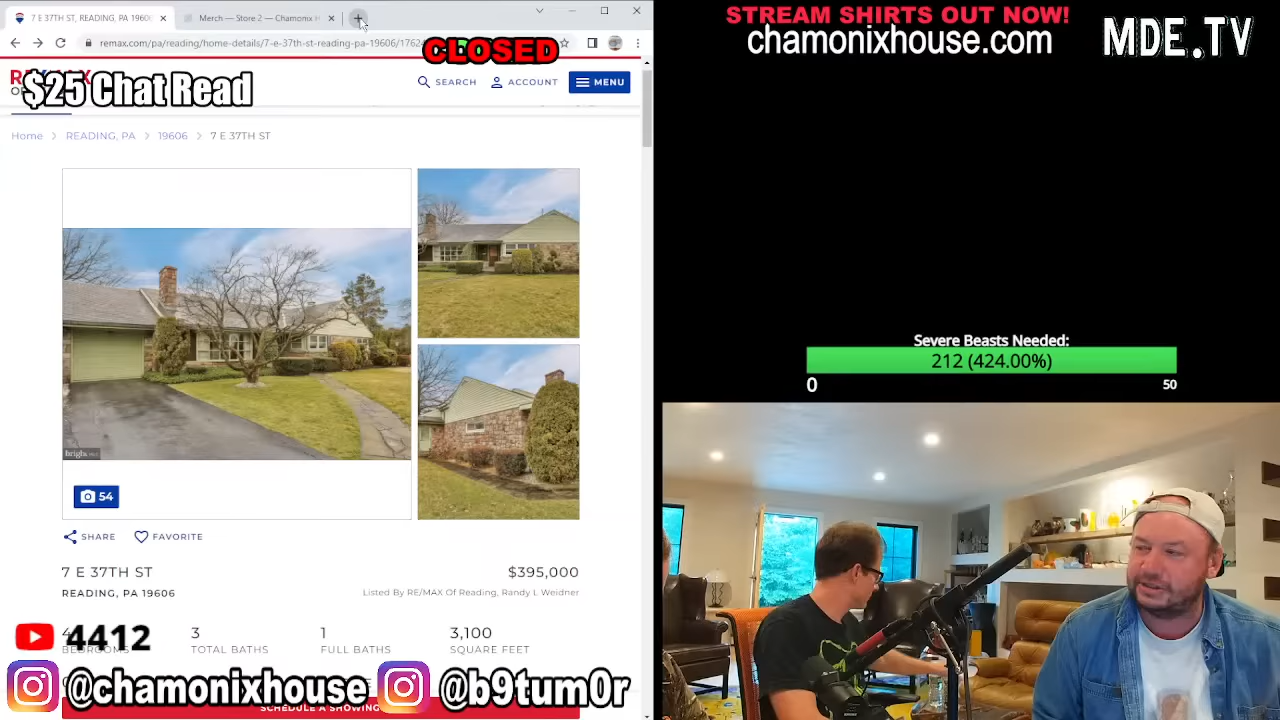 7 E 37TH ST, READING, PA 1960
Merch — Store 2 — Chamonix H
remax.com/pa/reading/home-details/7-e-37th-st-reading-pa-19606/1762
CLOSED
$25 Chat Read
SEARCH
ACCOUNT
MENU
Home > READING, PA > 19606 > 7 E 37TH ST
54
SHARE
FAVORITE
7 E 37TH ST
$395,000
READING, PA 19606
Listed By RE/MAX Of Reading, Randy L Weidner
3
1
3,100
TOTAL BATHS
FULL BATHS
SQUARE FEET
4412
@chamonixhouse
@b9tum0r
SCHEDULE A SHOWING
STREAM SHIRTS OUT NOW!
chamonixhouse.com
MDE.TV
Severe Beasts Needed:
212 (424.00%)
0
50